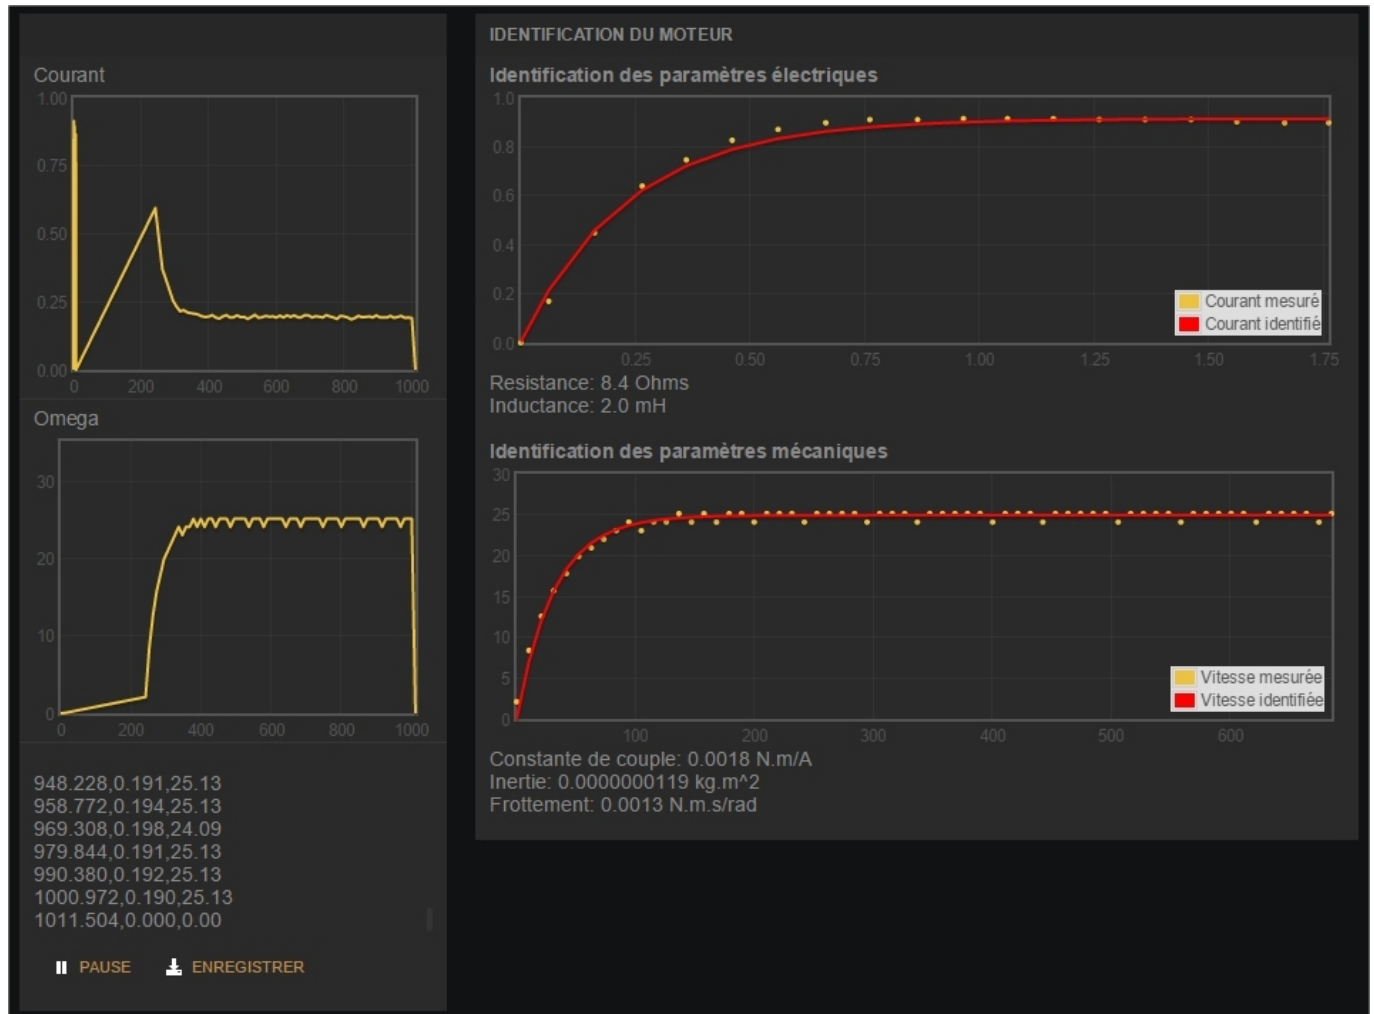 Courant
1.00
0.75
0.50
0.25
0.00
0 200 400 600 800 1000
Omega
30
20
10
0
0 200 400 600 800 1000
948.228,0.191,25.13
958.772,0.194,25.13
969.308,0.198,24.09
979.844,0.191,25.13
990.380,0.192,25.13
1000.972,0.190,25.13
1011.504,0.000,0.00
PAUSE ENREGISTRER
IDENTIFICATION DU MOTEUR
Identification des paramètres électriques
1.0
0.8
0.6
0.4
0.2
0.0
Courant mesuré
Courant identifié
0.25 0.50 0.75 1.00 1.25 1.50 1.75
Resistance: 8.4 Ohms
Inductance: 2.0 mH
Identification des paramètres mécaniques
30
25
20
15
10
5
0
Vitesse mesurée
Vitesse identifiée
100 200 300 400 500 600
Constante de couple: 0.0018 N.m/A
Inertie: 0.0000000119 kg.m^2
Frottement: 0.0013 N.m.s/rad